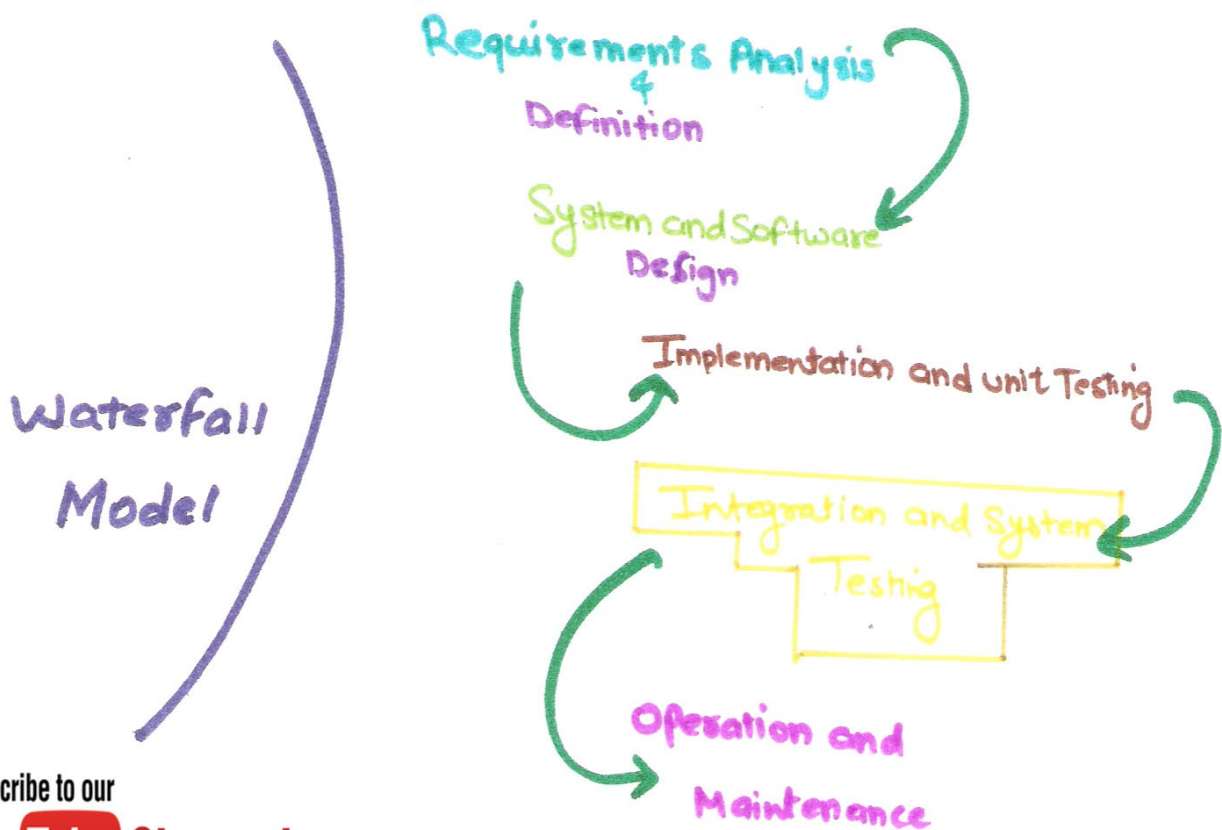 Requirements Analysis
&
Definition
System and Software
Design
Implementation and unit Testing
Waterfall
Model
Integration and System
Testing
Operation and
Maintenance
cribe to our